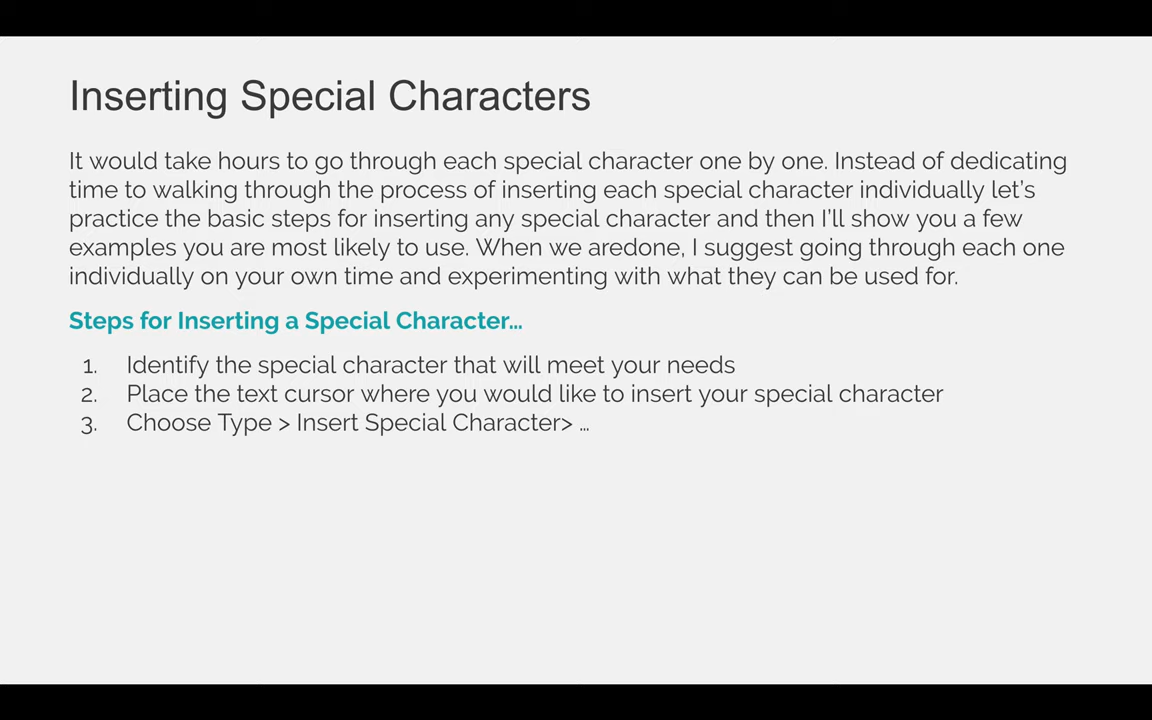 Inserting Special Characters
It would take hours to go through each special character one by one. Instead of dedicating
time to walking through the process of inserting each special character individually let's
practice the basic steps for inserting any special character and then I'll show you a few
examples you are most likely to use. When we aredone, I suggest going through each one
individually on your own time and experimenting with what they can be used for.
Steps for Inserting a Special Character…
1. Identify the special character that will meet your needs
2. Place the text cursor where you would like to insert your special character
3. Choose Type > Insert Special Character> …